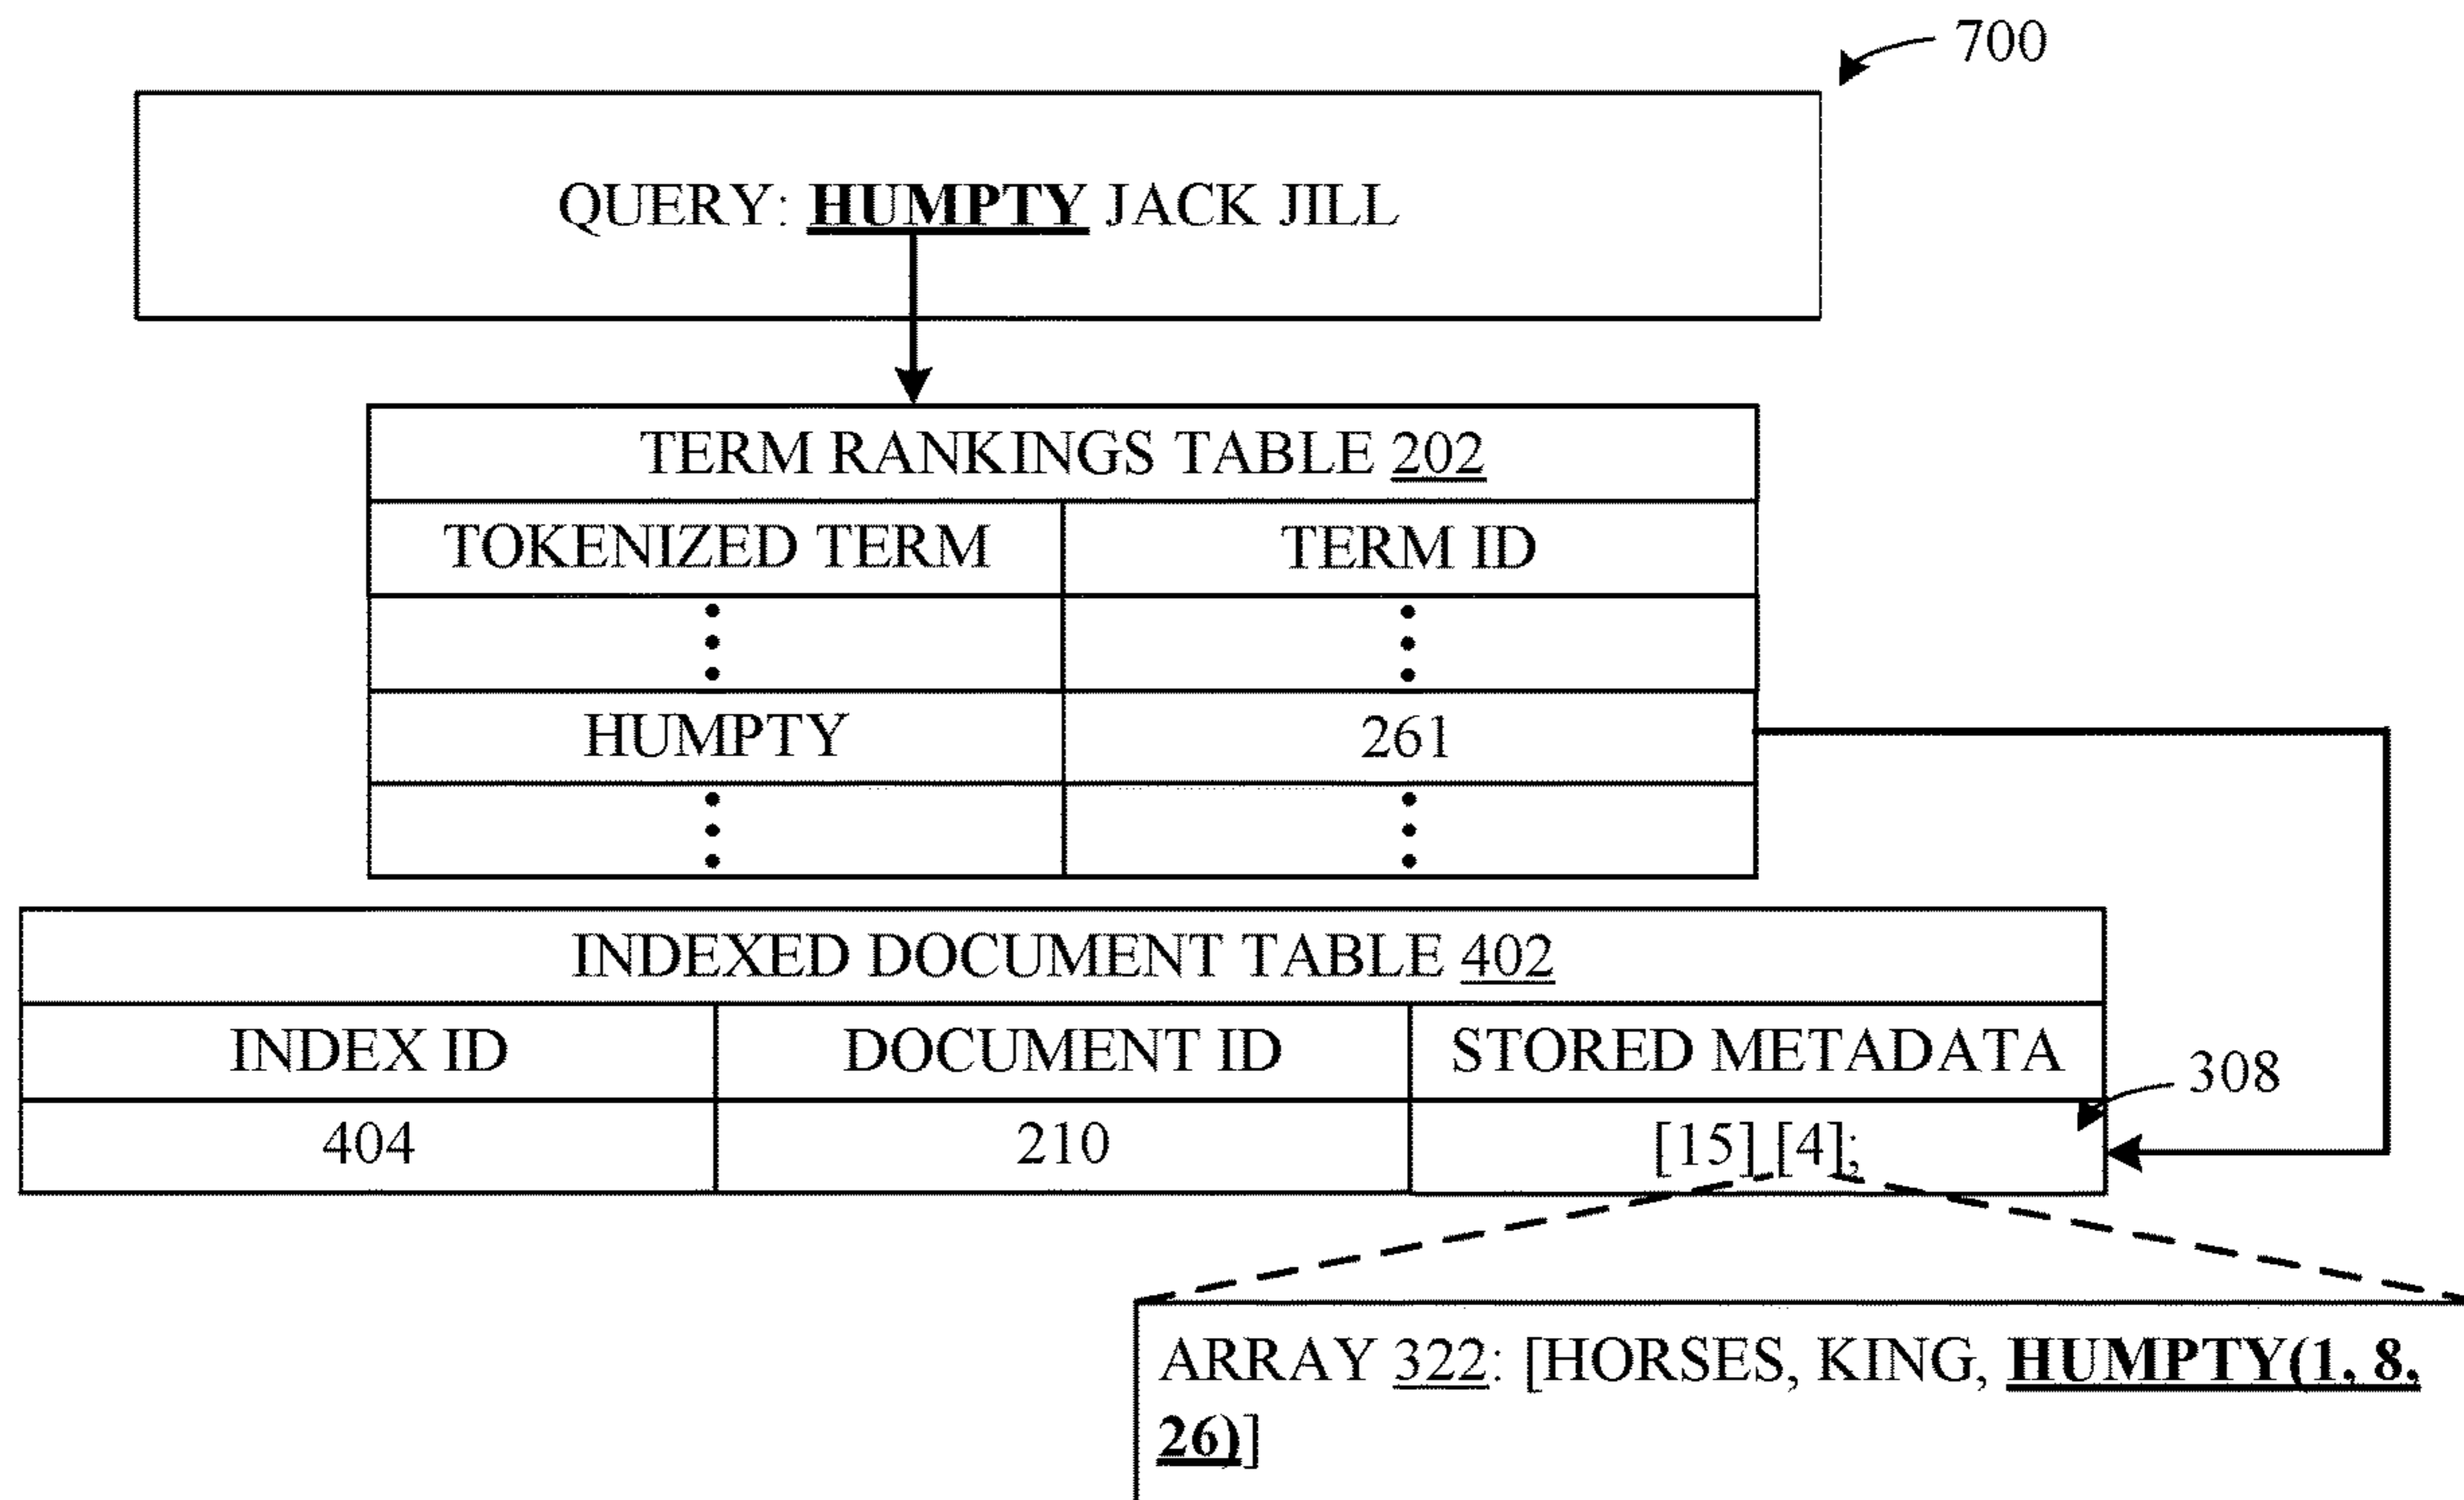 700
QUERY: HUMPTY JACK JILL
TERM RANKINGS TABLE 202
TOKENIZED TERM TERM ID
HUMPTY 261
INDEXED DOCUMENT TABLE 402
INDEX ID DOCUMENT ID STORED METADATA
308
404 210 [15] [4];
ARRAY 322: [HORSES, KING, HUMPTY(1, 8,
26)]